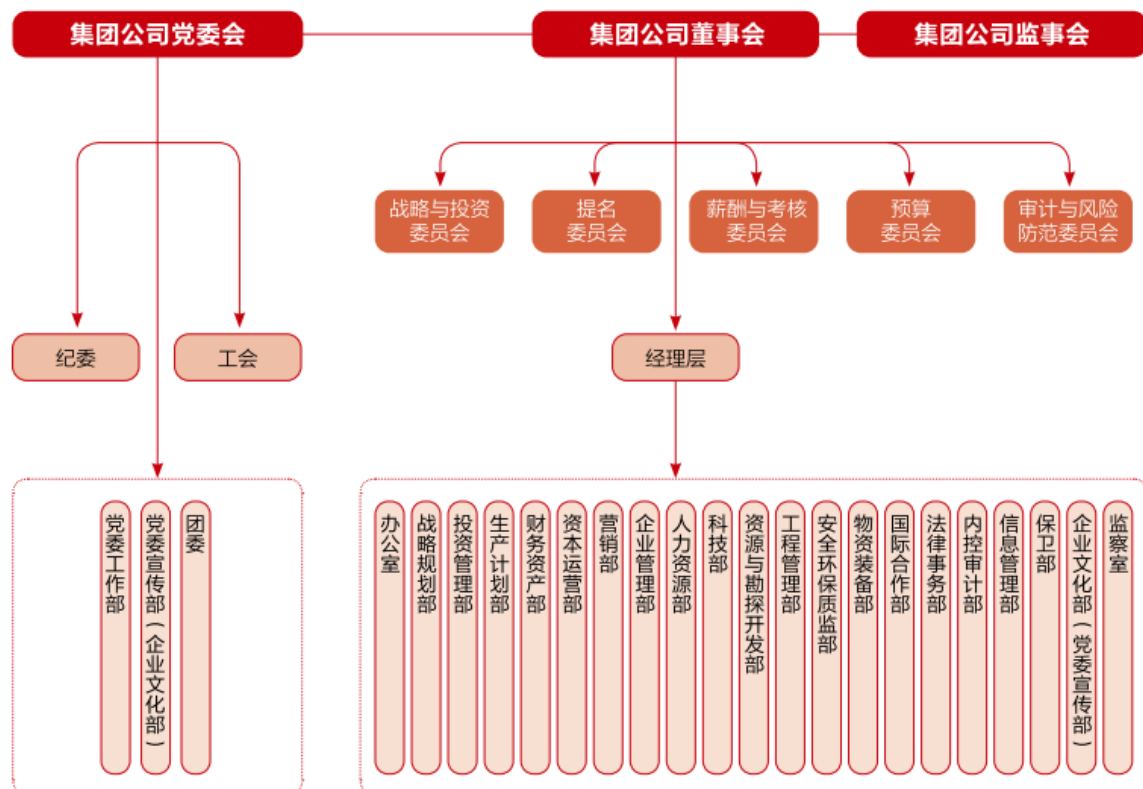 集团公司党委会
集团公司董事会
集团公司监事会
战略与投资
委员会
提名
委员会
薪酬与考核
委员会
预算
委员会
审计与风险
防范委员会
纪委
工会
经理层
党委工作部
党委宣传部(企业文化部)
团委
办公室
战略规划部
投资管理部
生产计划部
财务资产部
资本运营部
营销部
企业管理部
人力资源部
科技部
资源与勘探开发部
工程管理部
安全环保质监部
物资装备部
国际合作部
法律事务部
内控审计部
信息管理部
保卫部
企业文化部(党委宣传部)
监察室